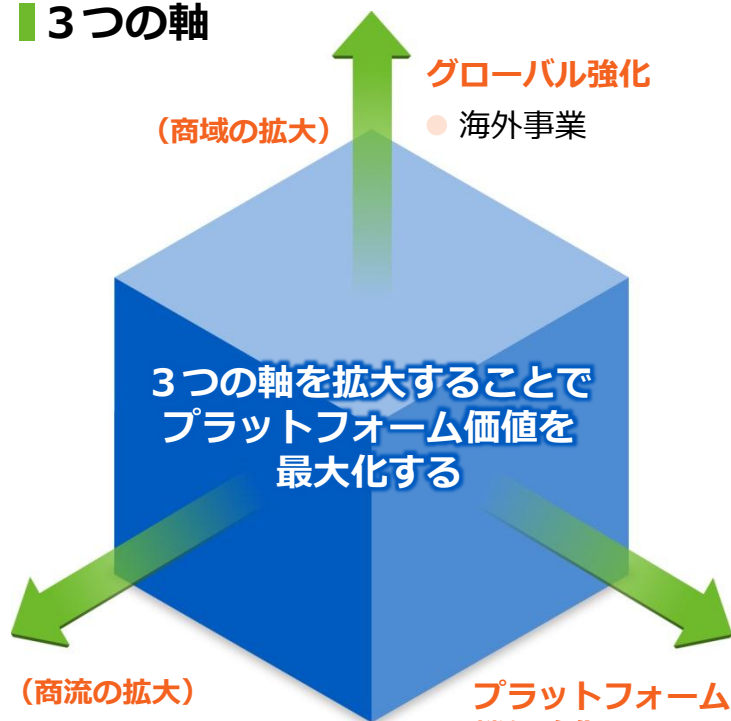 ３つの軸
グローバル強化
（商域の拡大）
海外事業
３つの軸を拡大することで
プラットフォーム価値を
最大化する
（商流の拡大）
プラットフォーム